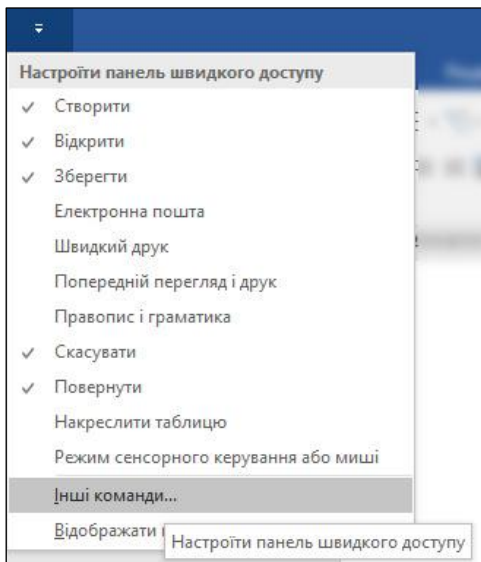 Настроїти панель швидкого доступу
Створити
Відкрити
Зберегти
Електронна пошта
Швидкий друк
Попередній перегляд і друк
Правопис і граматика
Скасувати
Повернути
Накреслити таблицю
Режим сенсорного керування або миші
Інші команди...
Відображати
Настроїти панель швидкого доступу